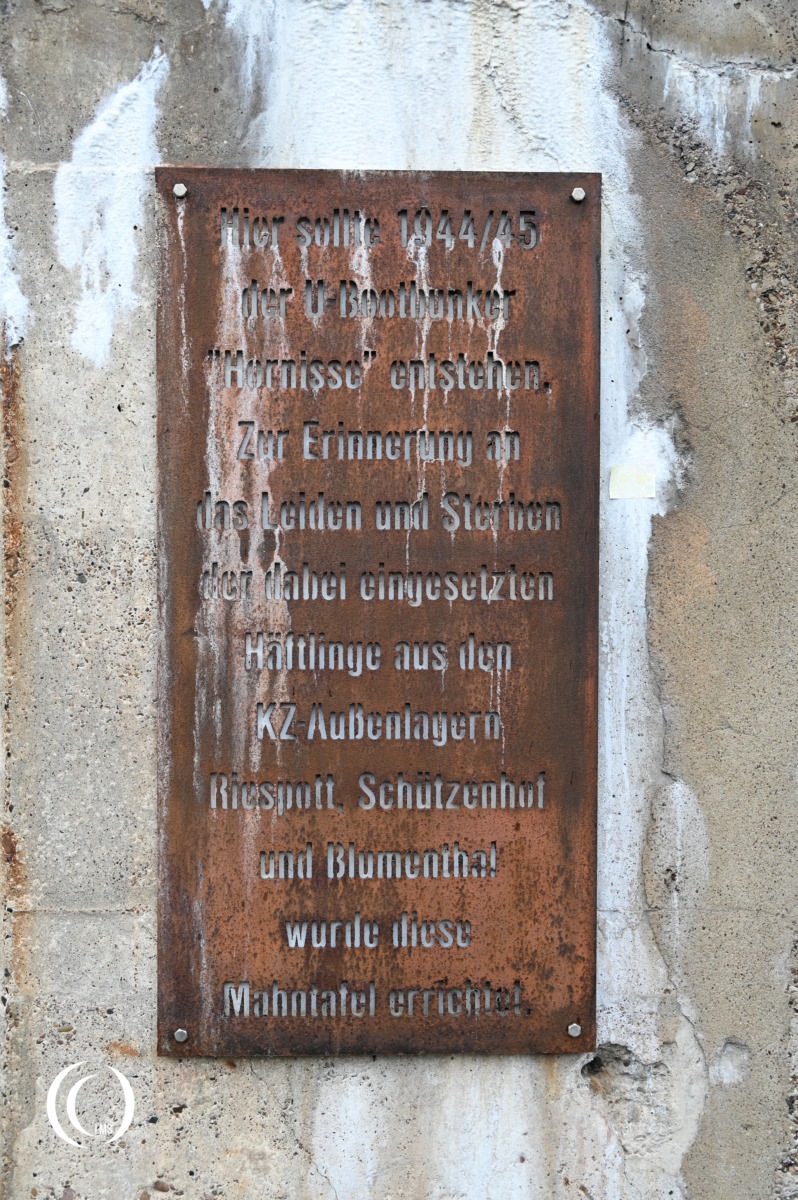 Hier sollte 1944/45
der U-Bootbunker
"Hornisse" entstehen.
Zur Erinnerung an
das Leiden und Sterben
der dabei eingesetzten
Häftlinge aus den
KZ-Außenlagern
Riespott, Schützenhof
und Blumenthal
wurde diese
Mahntafel errichtet.